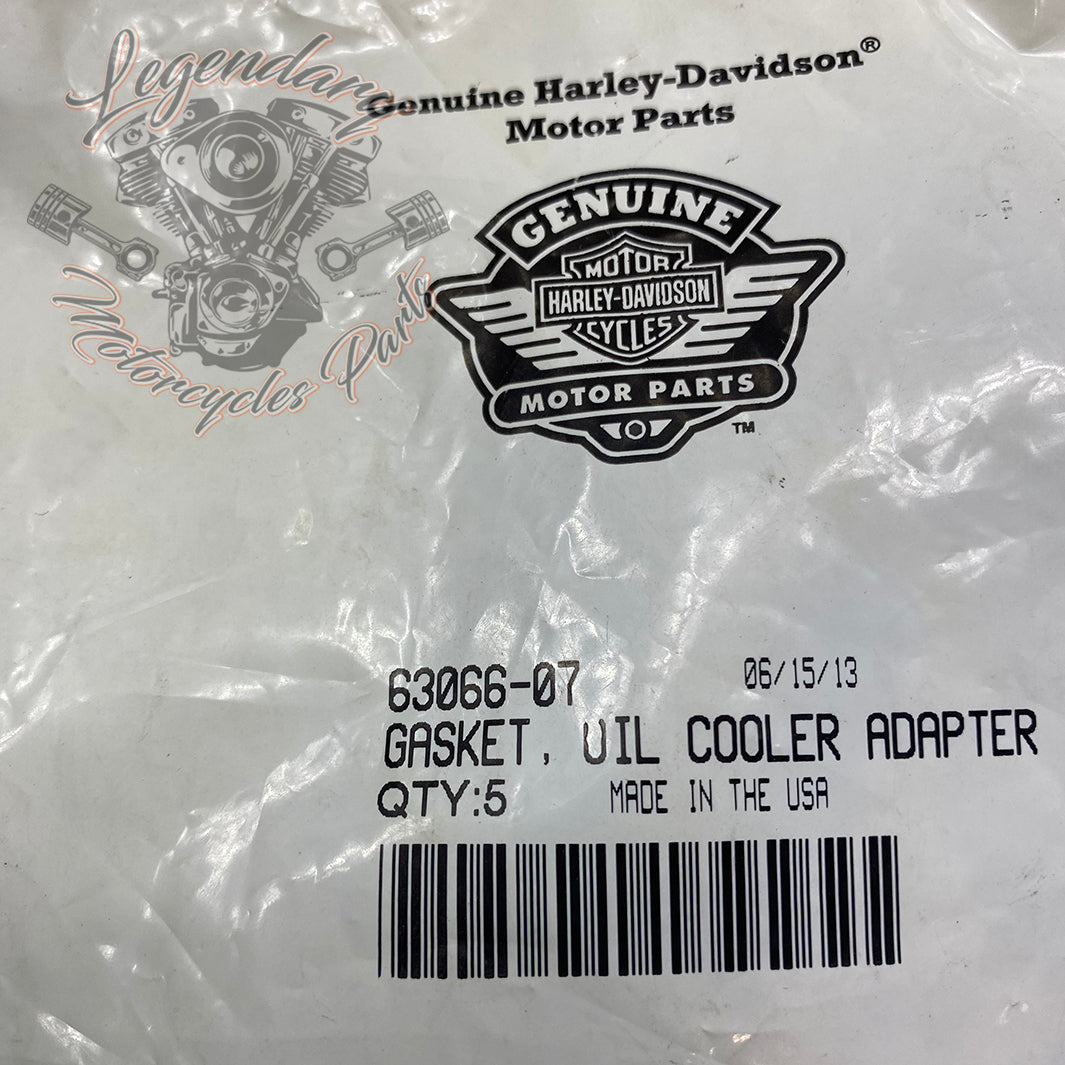 Legendary
Motorcycles Parts
Genuine Harley-Davidson®
Motor Parts
GENUINE
MOTOR
HARLEY-DAVIDSON
CYCLES
MOTOR PARTS
TM
63066-07
06/15/13
GASKET, OIL COOLER ADAPTER
QTY:5
MADE IN THE USA